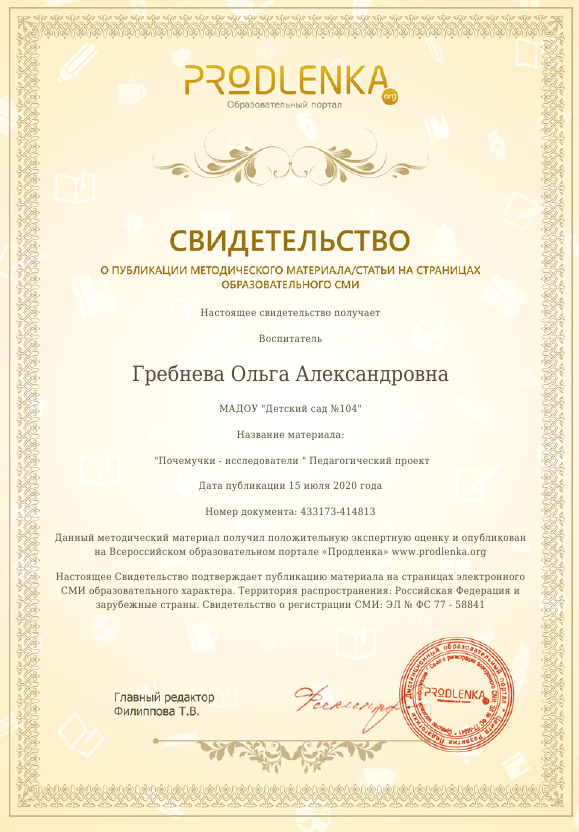 PRODLENKA
org
Образовательный портал
СВИДЕТЕЛЬСТВО
О ПУБЛИКАЦИИ МЕТОДИЧЕСКОГО МАТЕРИАЛА/СТАТЬИ НА СТРАНИЦАХ
ОБРАЗОВАТЕЛЬНОГО СМИ
Настоящее свидетельство получает
Воспитатель
Гребнева Ольга Александровна
МАДОУ "Детский сад №104"
Название материала:
"Почемучки - исследователи " Педагогический проект
Дата публикации 15 июля 2020 года
Номер документа: 433173-414813
Данный методический материал получил положительную экспертную оценку и опубликован
на Всероссийском образовательном портале «Продленка» www.prodlenka.org
Настоящее Свидетельство подтверждает публикацию материала на страницах электронного
СМИ образовательного характера. Территория распространения: Российская Федерация и
зарубежные страны. Свидетельство о регистрации СМИ: ЭЛ № ФС 77 - 58841
Главный редактор
Филиппова Т.В.
PRODLENKA